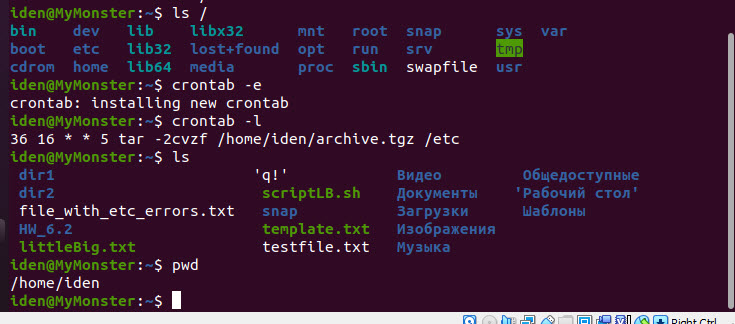 iden@MyMonster:~$ ls /
bin dev lib libx32 mnt root snap sys var
boot etc lib32 lost+found opt run srv tmp
cdrom home lib64 media proc sbin swapfile usr
iden@MyMonster:~$ crontab -e
crontab: installing new crontab
iden@MyMonster:~$ crontab -l
36 16 * * 5 tar -2cvzf /home/iden/archive.tgz /etc
iden@MyMonster:~$ ls
dir1 'q!' Видео Общедоступные
dir2 scriptLB.sh Документы 'Рабочий стол'
file_with_etc_errors.txt snap Загрузки Шаблоны
HW_6.2 template.txt Изображения
littleBig.txt testfile.txt Музыка
iden@MyMonster:~$ pwd
/home/iden
iden@MyMonster:~$
Right Ctrl